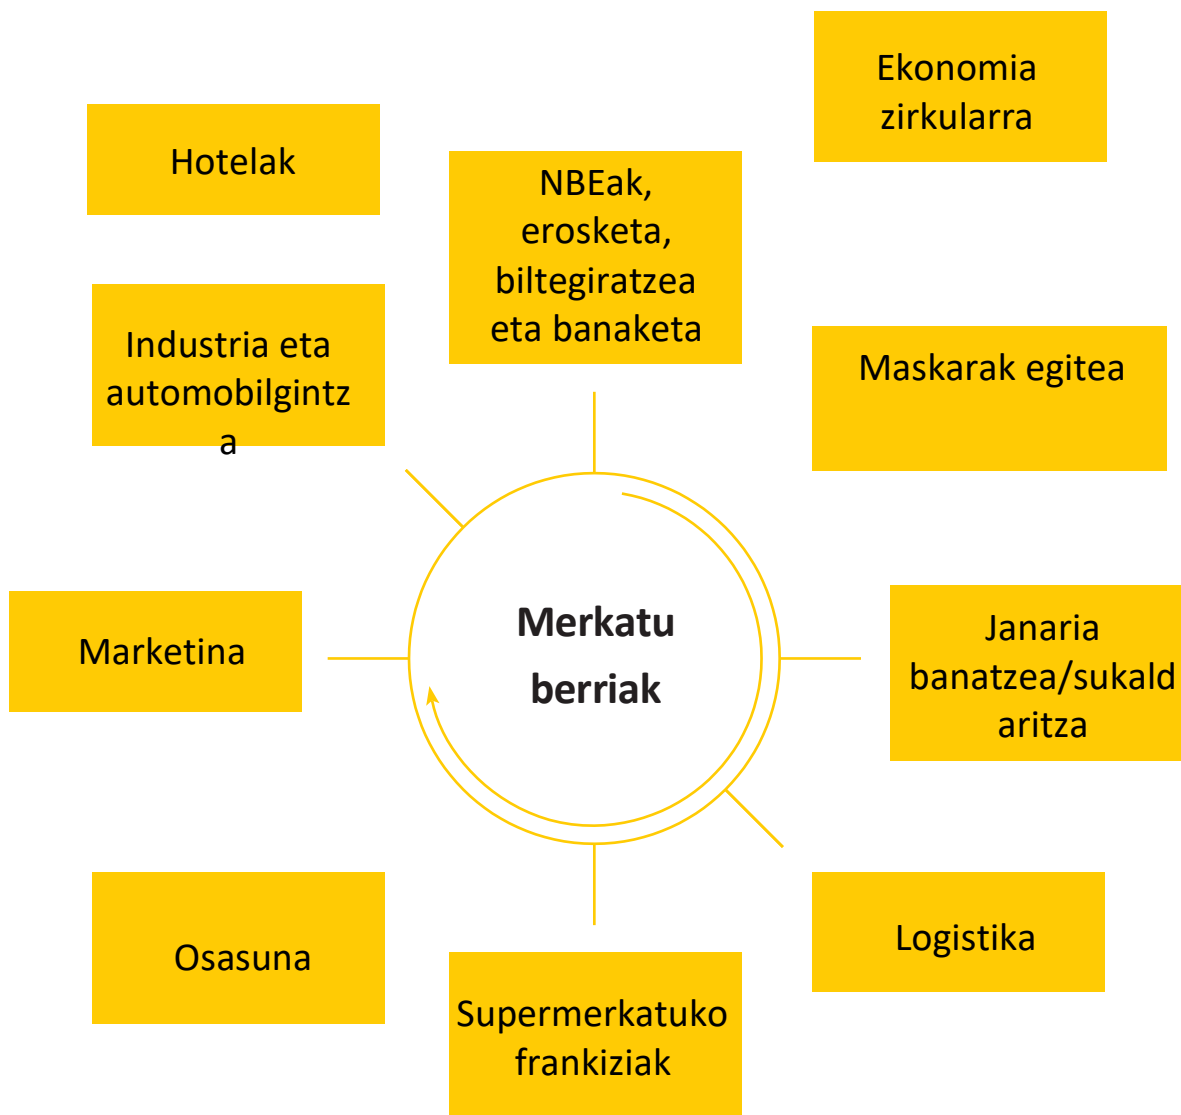 Ekonomia
zirkularra
Hotelak
NBEak,
erosketa,
biltegiratzea
eta banaketa
Industria eta
automobilgintz
a
Maskarak egitea
Merkatu
berriak
Marketina
Janaria
banatzea/sukald
aritza
Osasuna
Logistika
Supermerkatuko
frankiziak